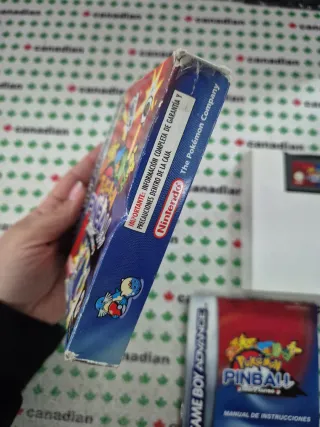 canadian
canadian
canadian
canadian
IMPORTANTE: INFORMACIÓN COMPLETA DE GARANTÍA Y
PRECAUCIONES DENTRO DE LA CAJA.
Nintendo
The Pokémon Company
GAME BOY ADVANCE
POKéMON
PINBALL
MANUAL DE INSTRUCCIONES
canadian
canadian
canadian